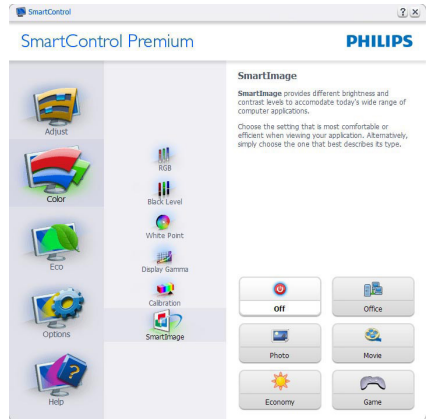 SmartControl
? ×
SmartControl Premium
PHILIPS
Adjust
Color
Eco
Options
Help
RGB
Black Level
White Point
Display Gamma
Calibration
SmartImage
SmartImage
SmartImage provides different brightness and
contrast levels to accomodate today's wide range of
computer applications.
Choose the setting that is most comfortable or
efficient when viewing your application. Alternatively,
simply choose the one that best describes its type.
Off
Office
Photo
Movie
Economy
Game